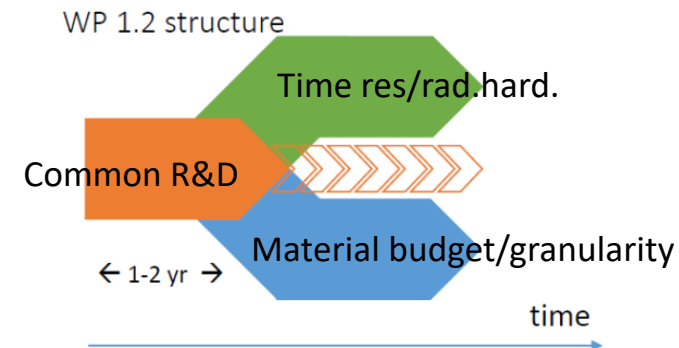 WP 1.2 structure
Time res/rad.hard.
Common R&D
Material budget/granularity
← 1-2 yr →
time